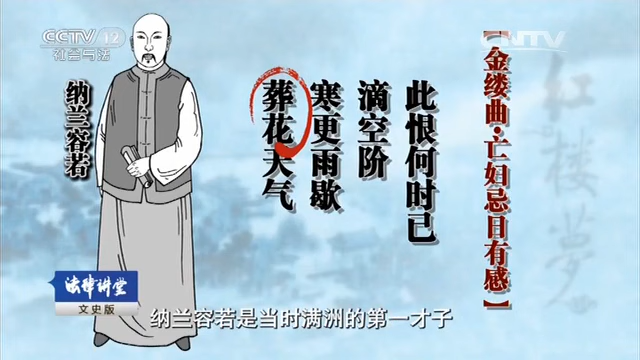 CCTV 12
社会与法
CNTV
【金缕曲·亡妇忌日有感】
此恨何时已
滴空阶
寒更雨歇
葬花天气
纳兰容若
红楼梦
法律讲堂
文史版
纳兰容若是当时满洲的第一才子